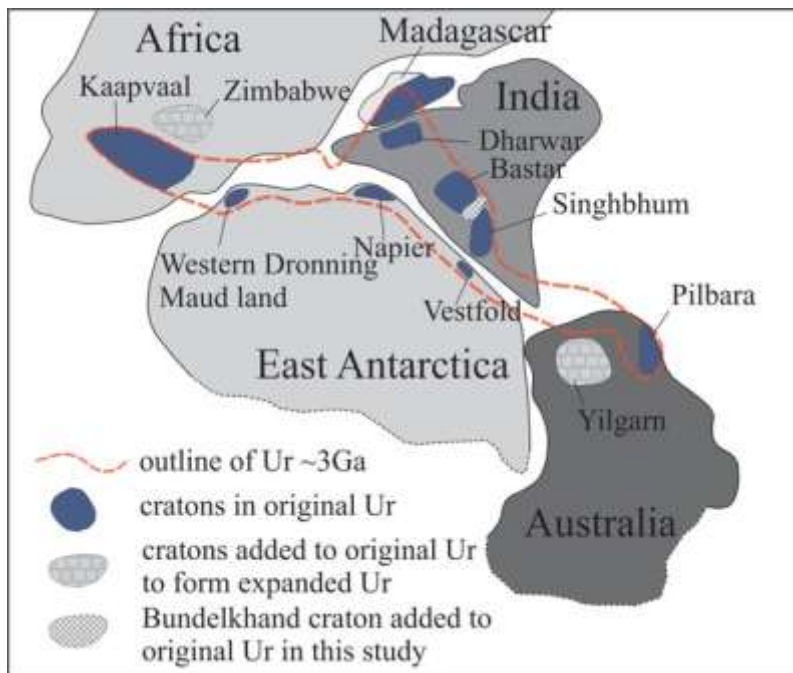 Africa
Madagascar
Kaapvaal
Zimbabwe
India
Dharwar
Bastar
Singhbhum
Western Dronning
Maud land
Napier
Vestfold
Pilbara
East Antarctica
Yilgarn
Australia
outline of Ur ~3Ga
cratons in original Ur
cratons added to original Ur
to form expanded Ur
Bundelkhand craton added to
original Ur in this study